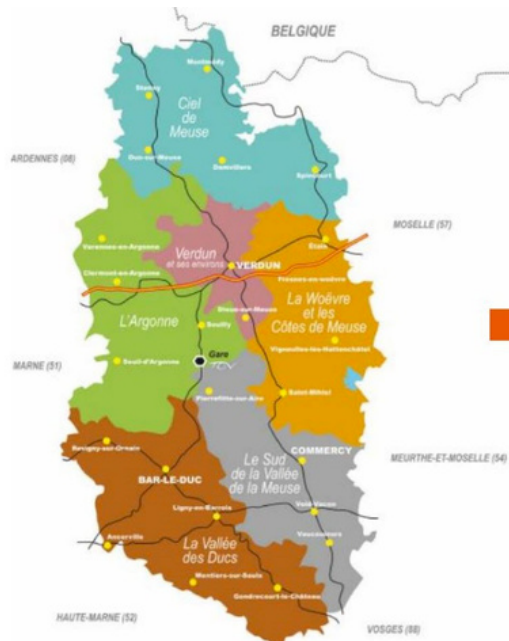 BELGIQUE
Montmédy
Stenay
Ciel
de
Meuse
ARDENNES (08)
Dun-sur-Meuse
Damvillers
Spincourt
MOSELLE (57)
Varennes-en-Argonne
Verdun
et ses environs
VERDUN
Etain
Clermont-en-Argonne
Fresnes-en-woëvre
La Woëvre
et les
Côtes de Meuse
Dieue-sur-Meuse
L'Argonne
Souilly
Vigneulles-lès-Hattonchâtel
Gare
TGV
MARNE (51)
Seuil-d'Argonne
Pierrefitte-sur-Aire
Saint-Mihiel
Revigny-sur-Ornain
COMMERCY
MEURTHE-ET-MOSELLE (54)
Le Sud
de la Vallée
de la Meuse
BAR-LE-DUC
Ligny-en-Barrois
Void-Vacon
Vaucouleurs
Ancerville
La Vallée
des Ducs
Montiers-sur-Saulx
Gondrecourt-le-Château
HAUTE-MARNE (52)
VOSGES (88)